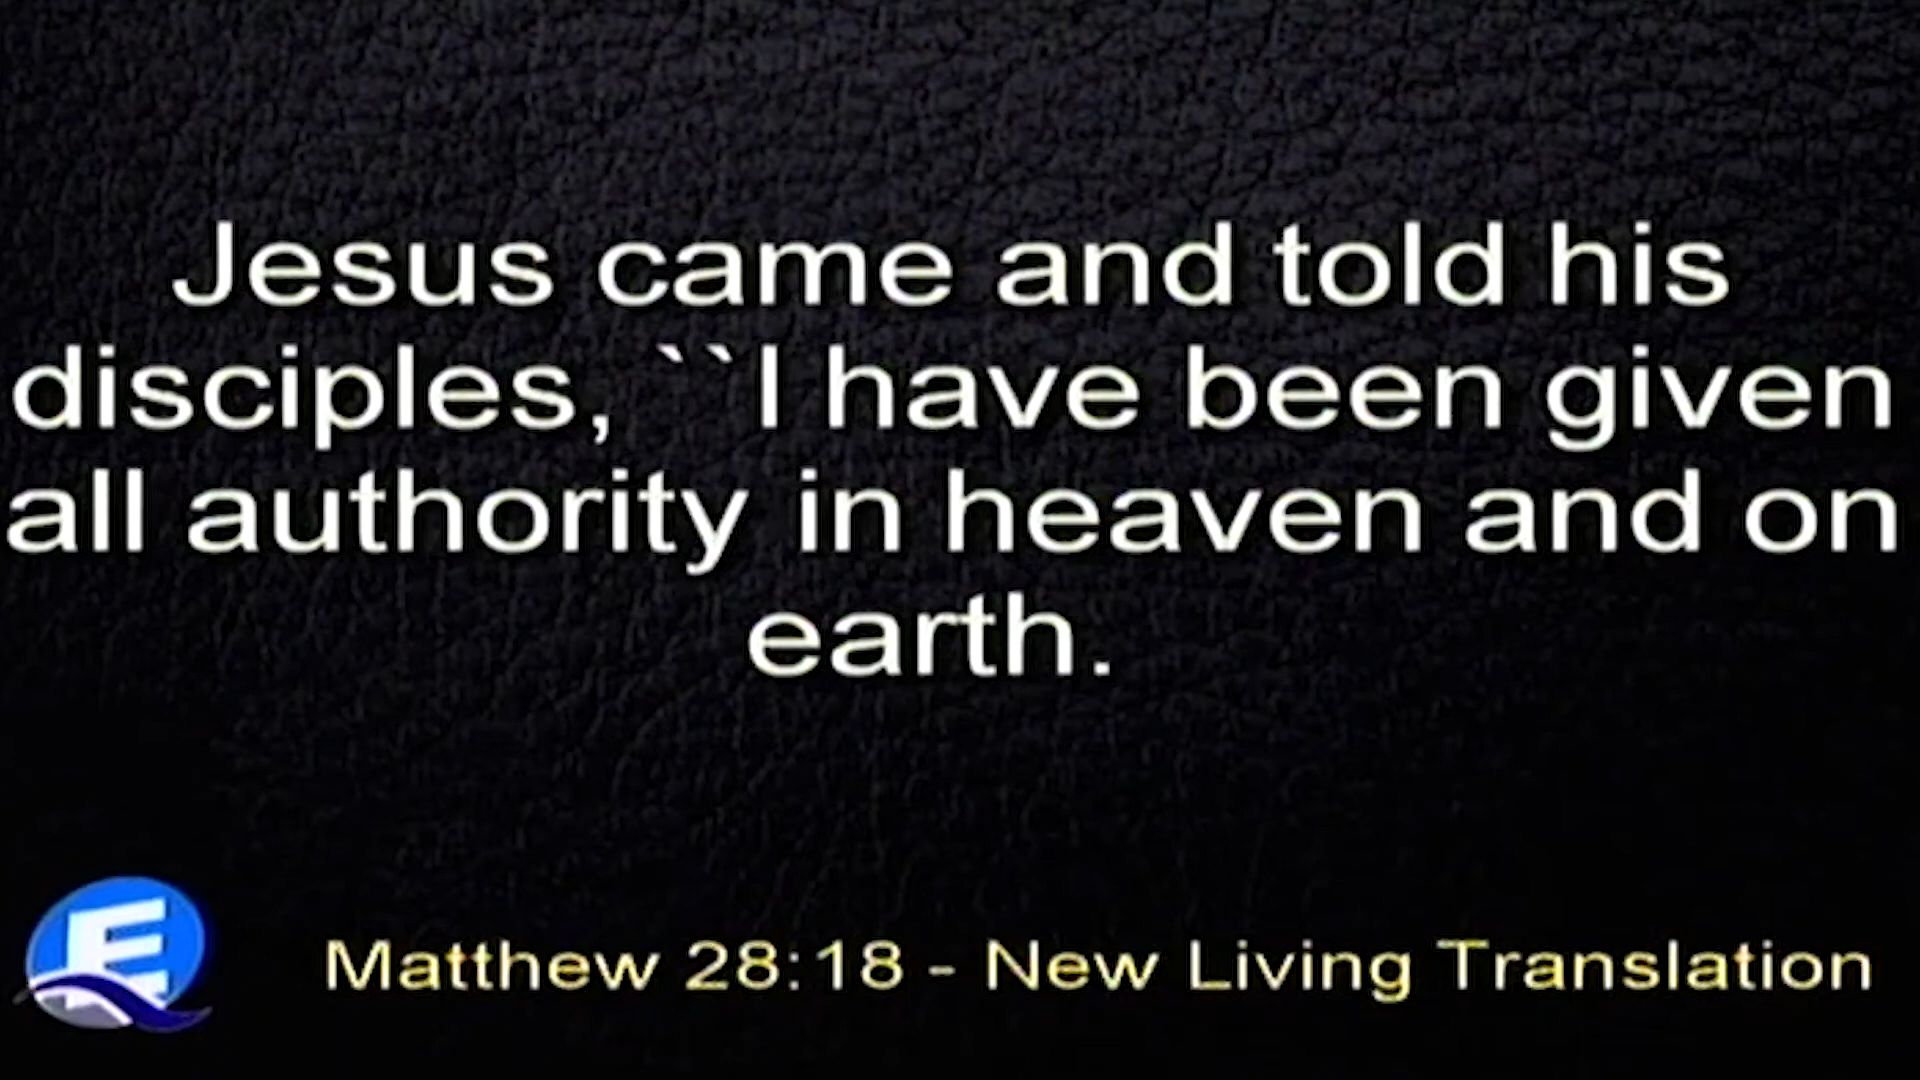 Jesus came and told his
disciples, ``I have been given
all authority in heaven and on
earth.
E
Matthew 28:18 - New Living Translation